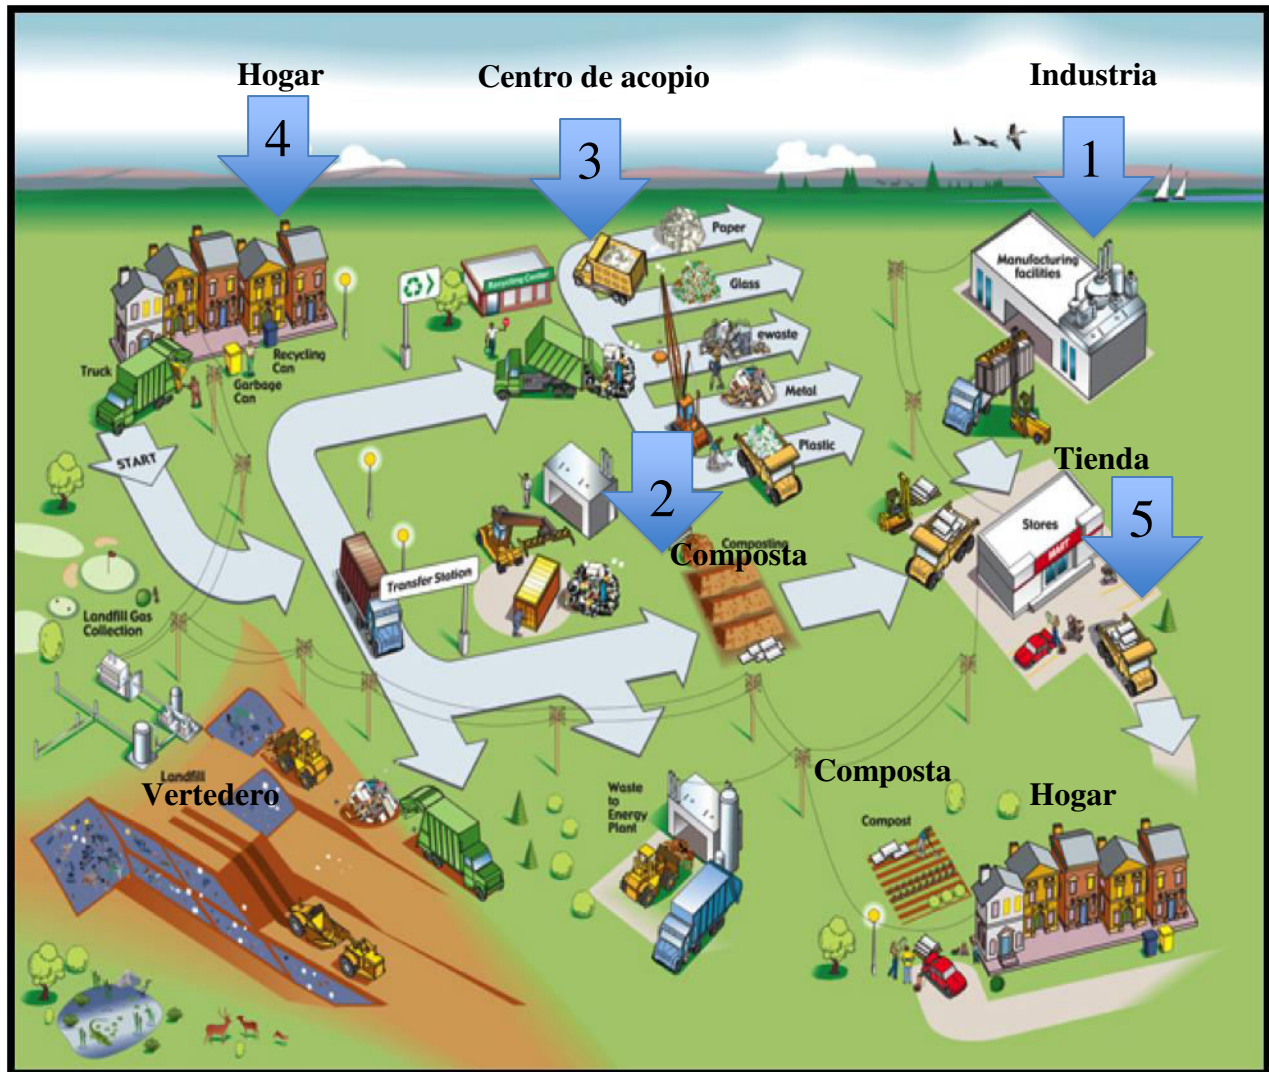 Hogar
Centro de acopio
Industria
4
3
1
Paper
Glass
ewaste
Metal
Plastic
Recycling Center
Manufacturing
facilities
Truck
Recycling
Can
Garbage
Can
START
Tienda
5
Stores
MART
2
Composting
Composta
Transfer Station
Landfill Gas
Collection
Landfill
Vertedero
Waste
to
Energy
Plant
Composta
Compost
Hogar